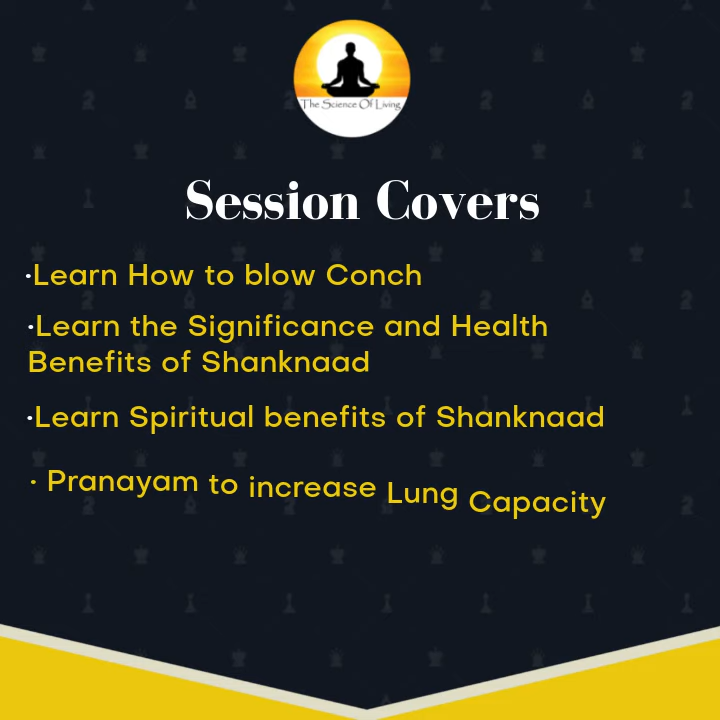 The Science Of Living
Session Covers
·Learn How to blow Conch
·Learn the Significance and Health
Benefits of Shanknaad
·Learn Spiritual benefits of Shanknaad
· Pranayam to increase Lung Capacity